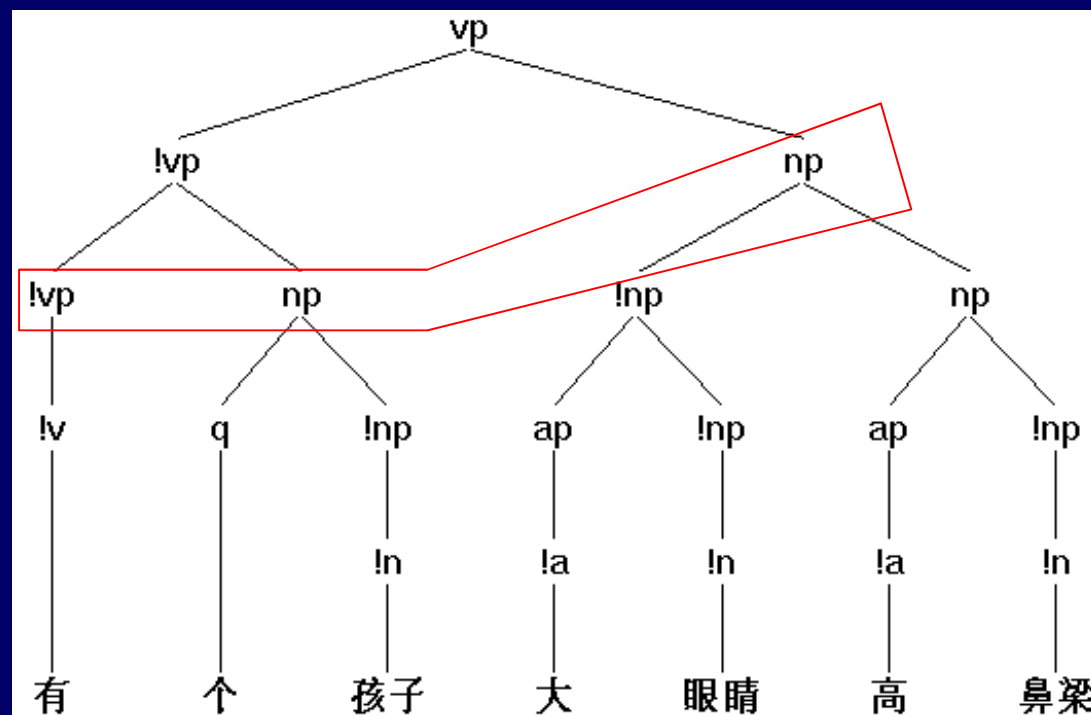 vp
!vp np
!vp np !np np
!v q !np ap !np ap !np
!n !a !n !a !n
有 个 孩子 大 眼睛 高 鼻梁